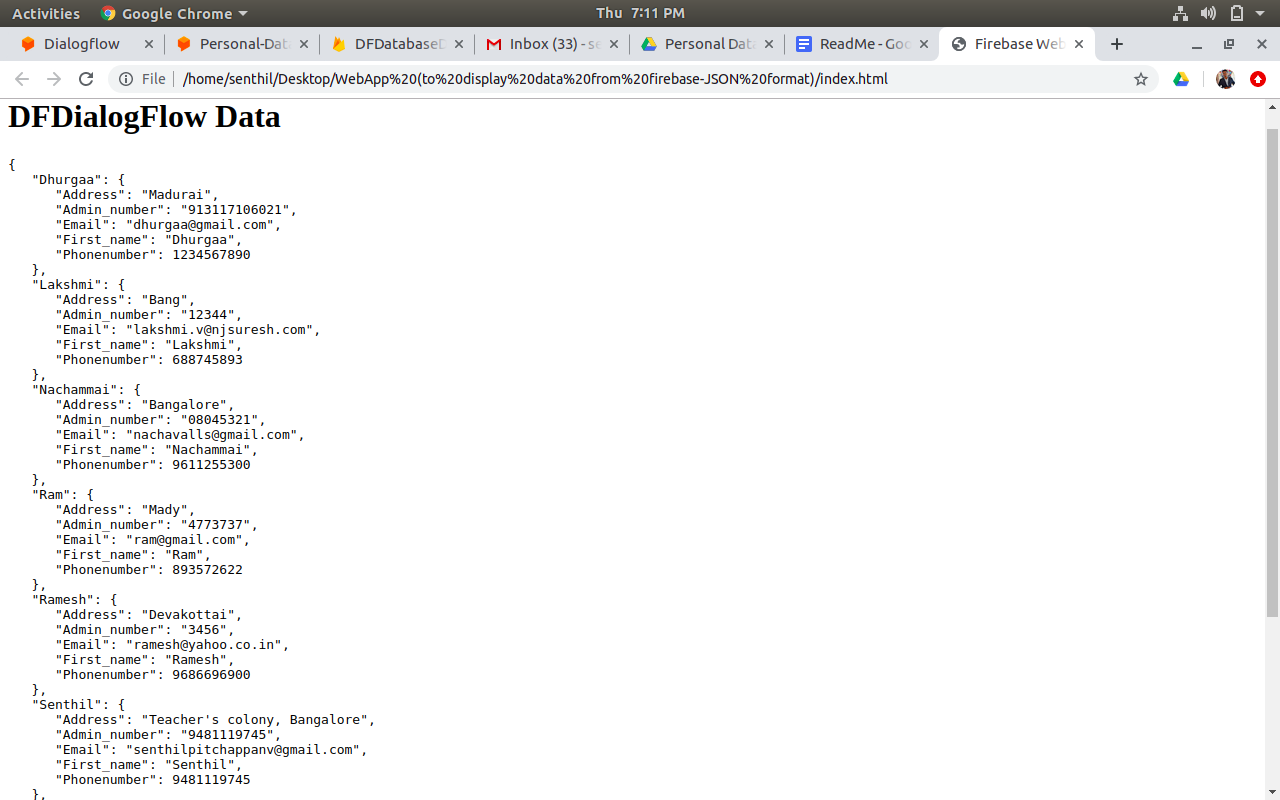 Activities Google Chrome Thu 7:11 PM
Dialogflow Personal-Dat DFDatabaseD Inbox (33) - se Personal Dat ReadMe - Goo Firebase Web
File /home/senthil/Desktop/WebApp%20(to%20display%20data%20from%20firebase-JSON%20format)/index.html
DFDialogFlow Data
{
   "Dhurgaa": {
      "Address": "Madurai",
      "Admin_number": "913117106021",
      "Email": "dhurgaa@gmail.com",
      "First_name": "Dhurgaa",
      "Phonenumber": 1234567890
   },
   "Lakshmi": {
      "Address": "Bang",
      "Admin_number": "12344",
      "Email": "lakshmi.v@njsuresh.com",
      "First_name": "Lakshmi",
      "Phonenumber": 688745893
   },
   "Nachammai": {
      "Address": "Bangalore",
      "Admin_number": "08045321",
      "Email": "nachavalls@gmail.com",
      "First_name": "Nachammai",
      "Phonenumber": 9611255300
   },
   "Ram": {
      "Address": "Mady",
      "Admin_number": "4773737",
      "Email": "ram@gmail.com",
      "First_name": "Ram",
      "Phonenumber": 893572622
   },
   "Ramesh": {
      "Address": "Devakottai",
      "Admin_number": "3456",
      "Email": "ramesh@yahoo.co.in",
      "First_name": "Ramesh",
      "Phonenumber": 9686696900
   },
   "Senthil": {
      "Address": "Teacher's colony, Bangalore",
      "Admin_number": "9481119745",
      "Email": "senthilpitchappanv@gmail.com",
      "First_name": "Senthil",
      "Phonenumber": 9481119745
   },